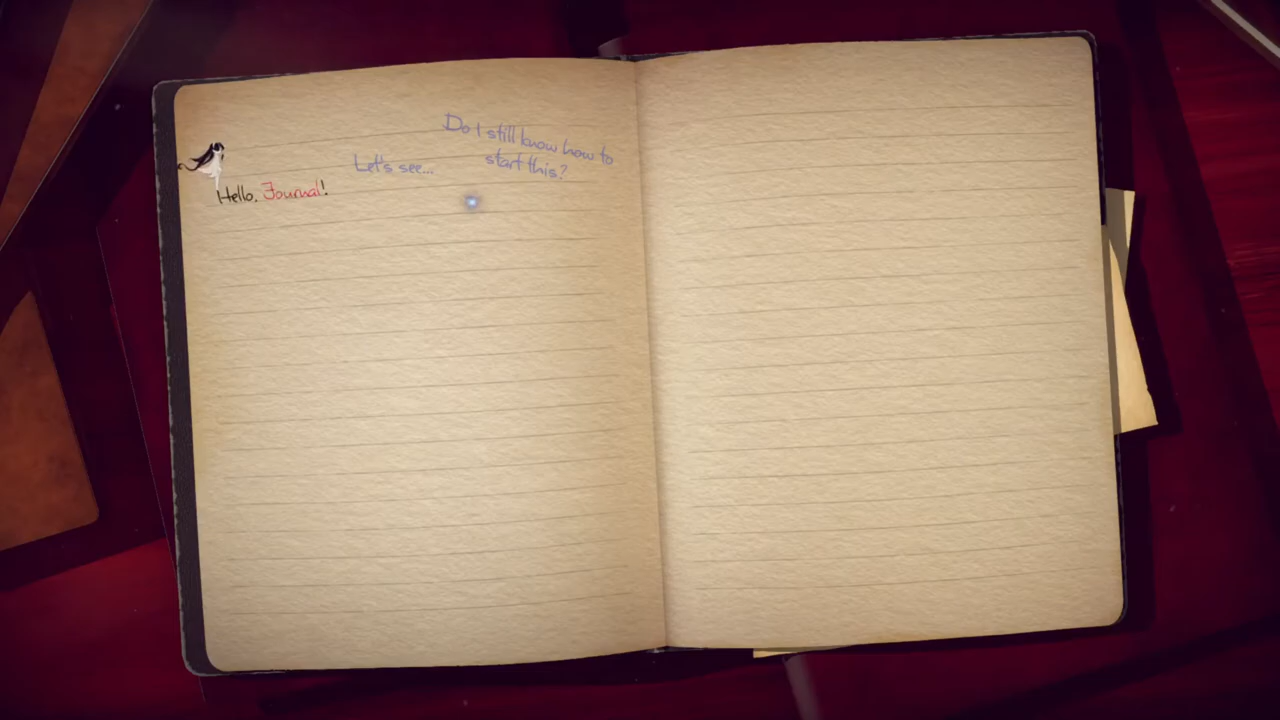 Do I still know how to
start this?
Let's see...
Hello, Journal!